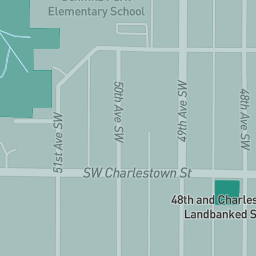 Elementary School
50th Ave SW
49th Ave SW
48th Ave SW
51st Ave SW
SW Charlestown St
48th and Charles
Landbanked S